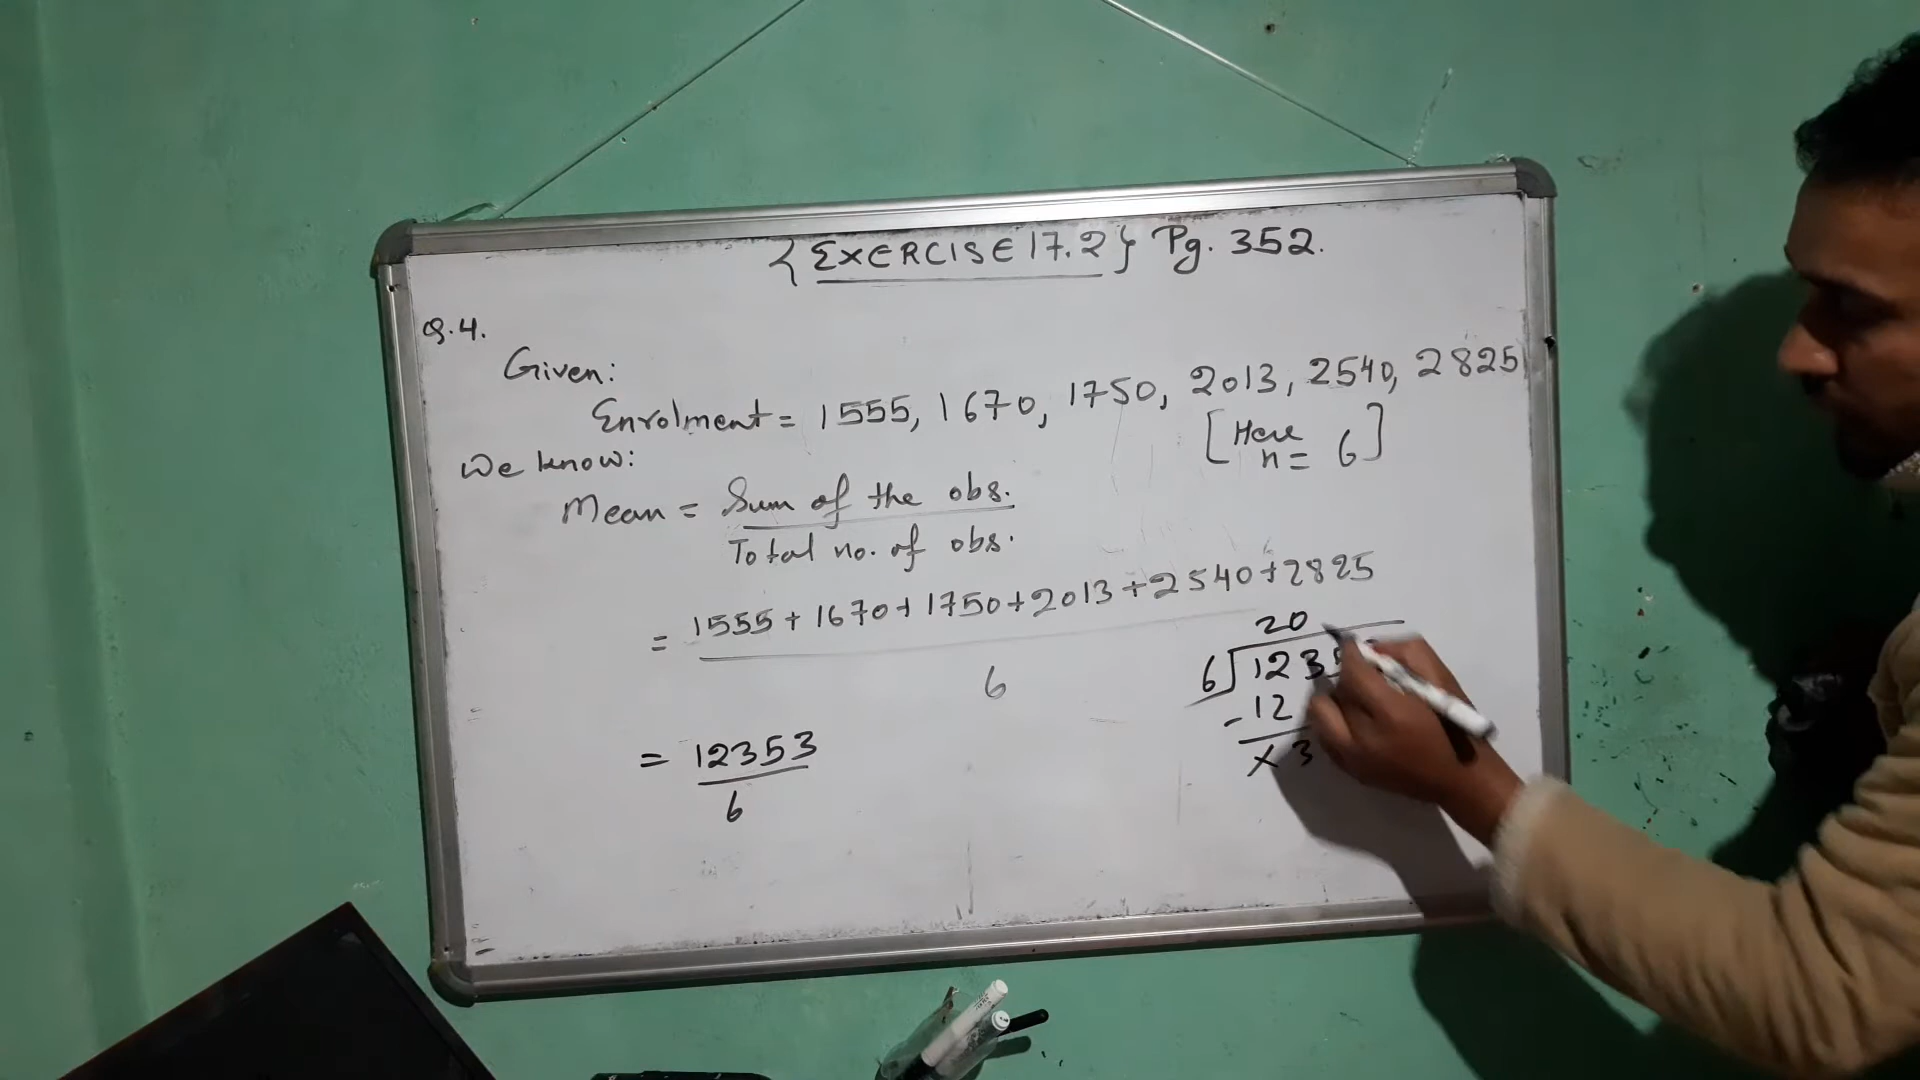 {EXERCISE 17.2} Pg. 352.
Q.4.
Given:
Enrolment = 1555, 1670, 1750, 2013, 2540, 2825
[Here n = 6]
We know:
Mean = Sum of the obs.
Total no. of obs.
= 1555 + 1670 + 1750 + 2013 + 2540 + 2825
6
= 12353
6
20
6 1235
- 12
x 3